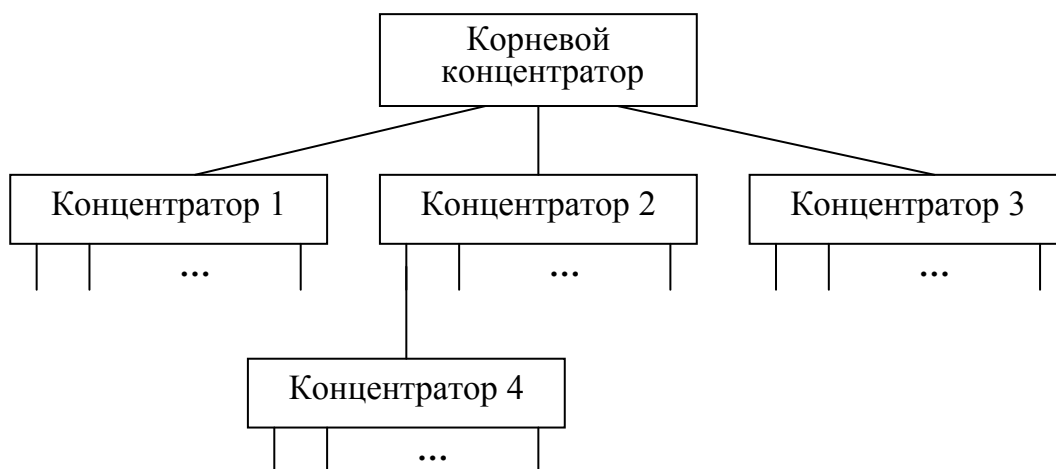 Корневой
концентратор
Концентратор 1
Концентратор 2
Концентратор 3
...
...
...
Концентратор 4
...